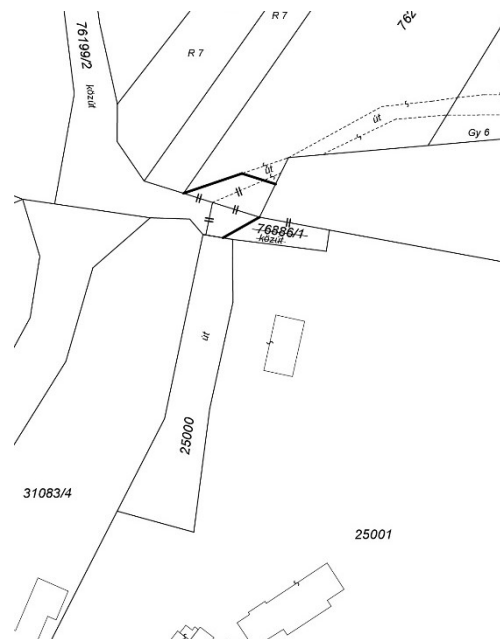 R 7
762
76199/2
közút
R 7
út
Gy 6
út
76886/1
közút
út
25000
31083/4
25001